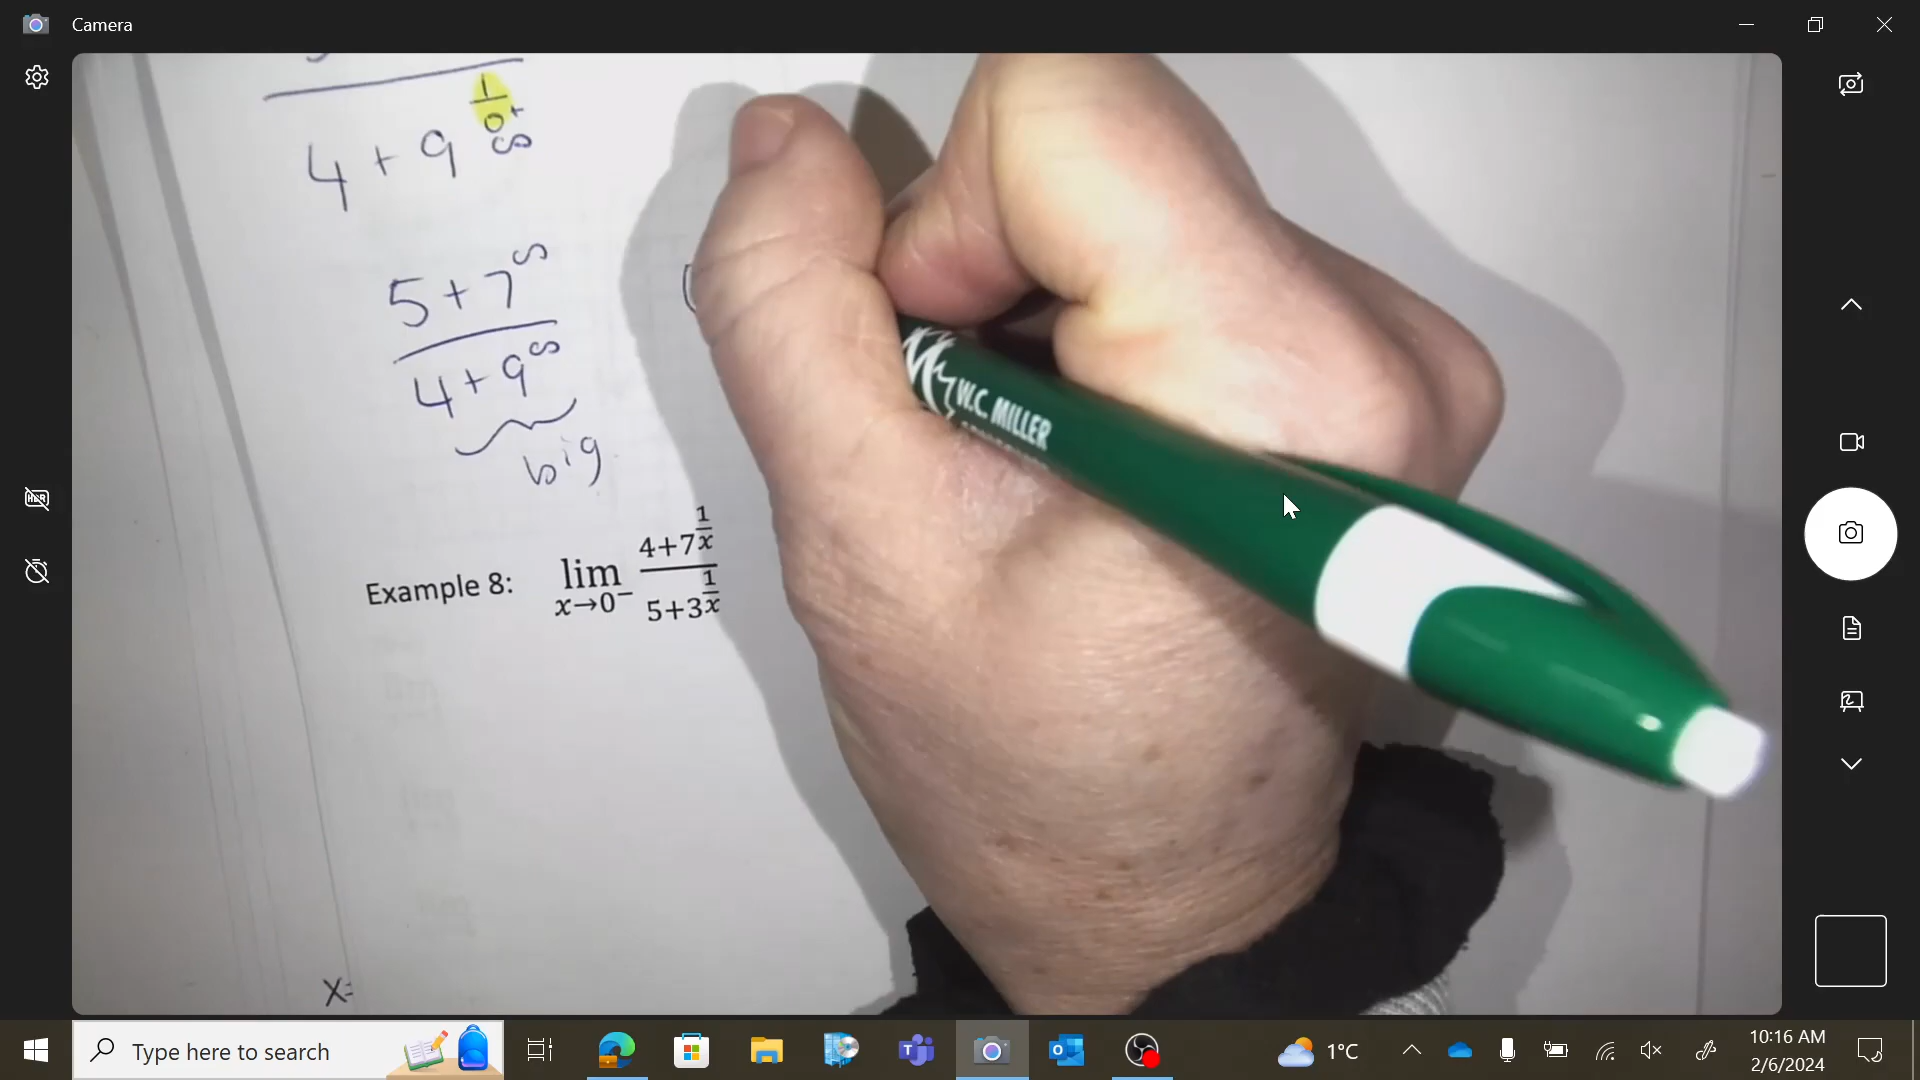 Camera
1
0+
4 + 9 ∞
5 + 7^∞
4 + 9^∞
big
W.C. MILLER
Example 8: lim x→0⁻ (4+7^(1/x))/(5+3^(1/x))
x=
Type here to search
1°C
10:16 AM
2/6/2024